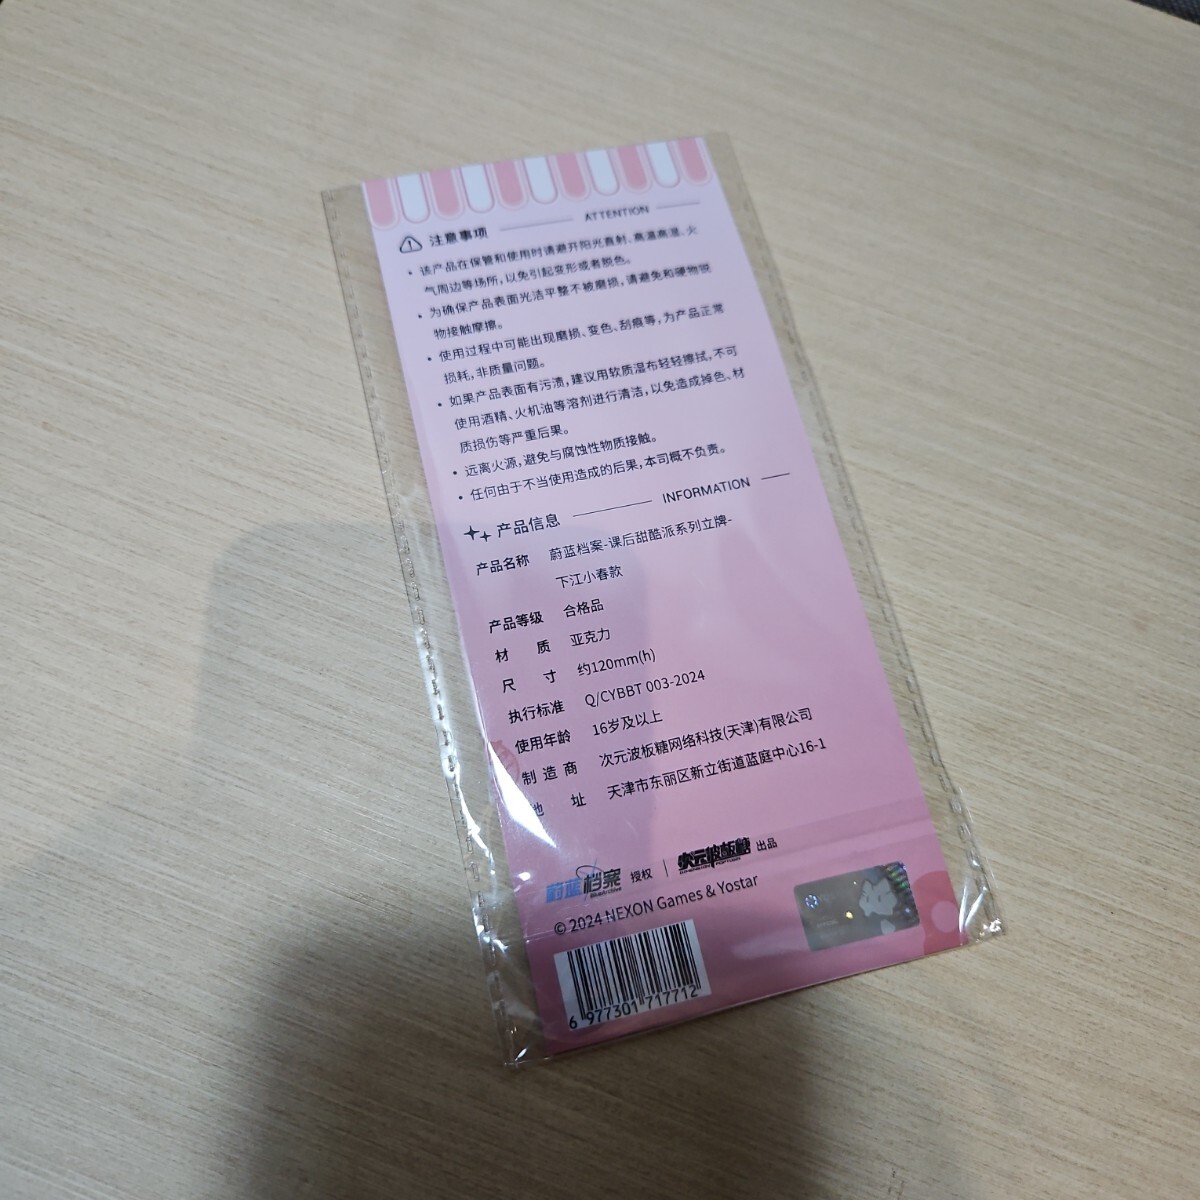 注意事项 ATTENTION
• 该产品在保管和使用时请避开阳光直射、高温高湿、火
气周边等场所,以免引起变形或者脱色。
• 为确保产品表面光洁平整不被磨损,请避免和硬物锐
物接触摩擦。
• 使用过程中可能出现磨损、变色、刮痕等,为产品正常
损耗,非质量问题。
• 如果产品表面有污渍,建议用软质湿布轻轻擦拭,不可
使用酒精、火机油等溶剂进行清洁,以免造成掉色、材
质损伤等严重后果。
• 远离火源,避免与腐蚀性物质接触。
• 任何由于不当使用造成的后果,本司概不负责。
产品信息 INFORMATION
产品名称 蔚蓝档案-课后甜酷派系列立牌-
下江小春款
产品等级 合格品
材质 亚克力
尺寸 约120mm(h)
执行标准 Q/CYBBT 003-2024
使用年龄 16岁及以上
制造商 次元波板糖网络科技(天津)有限公司
地址 天津市东丽区新立街道蓝庭中心16-1
蔚蓝档案 BlueArchive 授权 | 次元波板糖 出品
© 2024 NEXON Games & Yostar
6 977301 717712